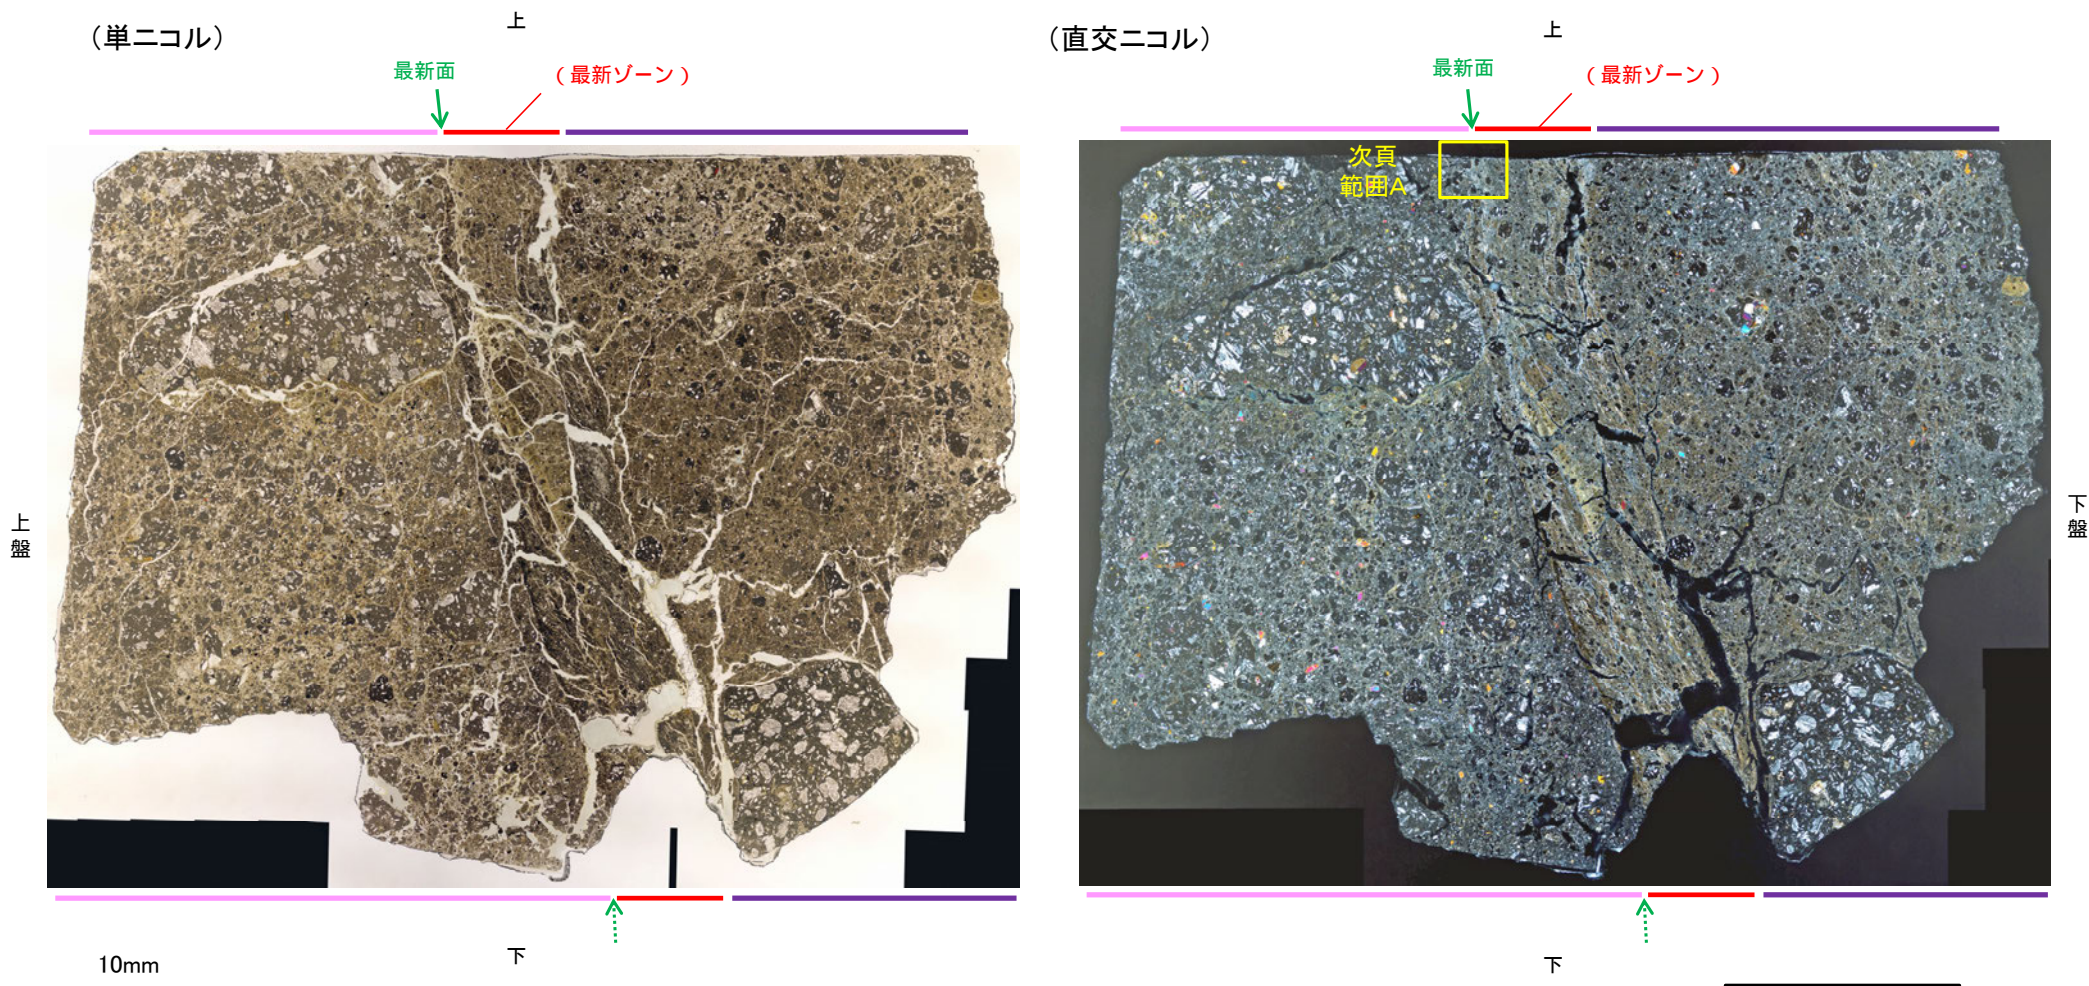 (単ニコル)
上
最新面
(最新ゾーン)
上盤
下
10mm
(直交ニコル)
上
最新面
(最新ゾーン)
次頁
範囲A
下盤
下